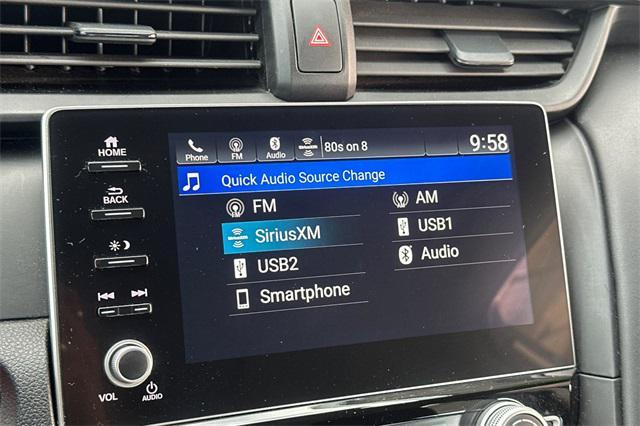 80s on 8
9:58
Phone
FM
Audio
Quick Audio Source Change
FM
AM
SiriusXM
USB1
USB2
Audio
Smartphone
HOME
BACK
VOL
AUDIO